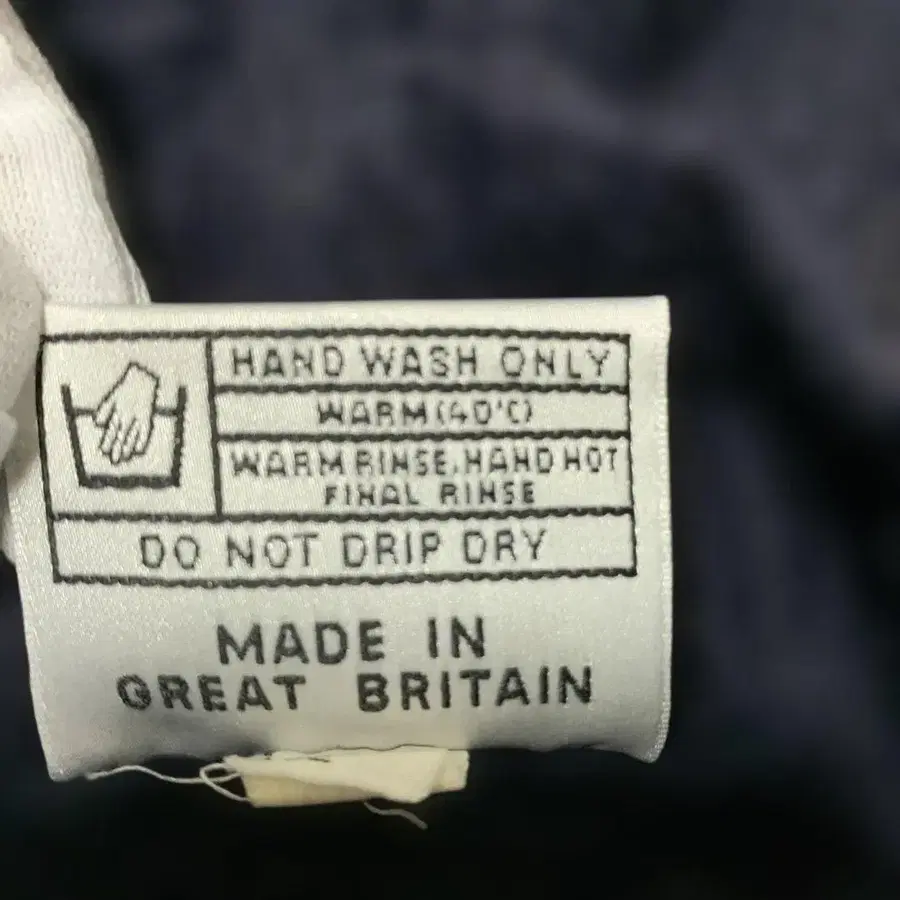 HAND WASH ONLY
WARM (40°C)
WARM RINSE. HAND HOT
FINAL RINSE
DO NOT DRIP DRY
MADE IN
GREAT BRITAIN